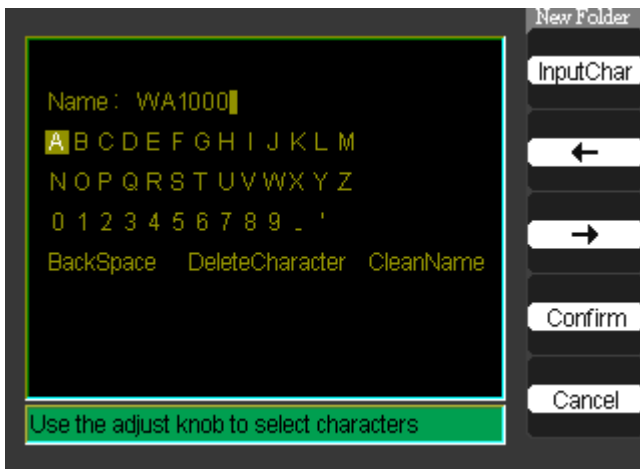 New Folder
InputChar
Name: WA1000
A B C D E F G H I J K L M
←
N O P Q R S T U V W X Y Z
→
0 1 2 3 4 5 6 7 8 9 _ '
BackSpace DeleteCharacter CleanName
Confirm
Cancel
Use the adjust knob to select characters